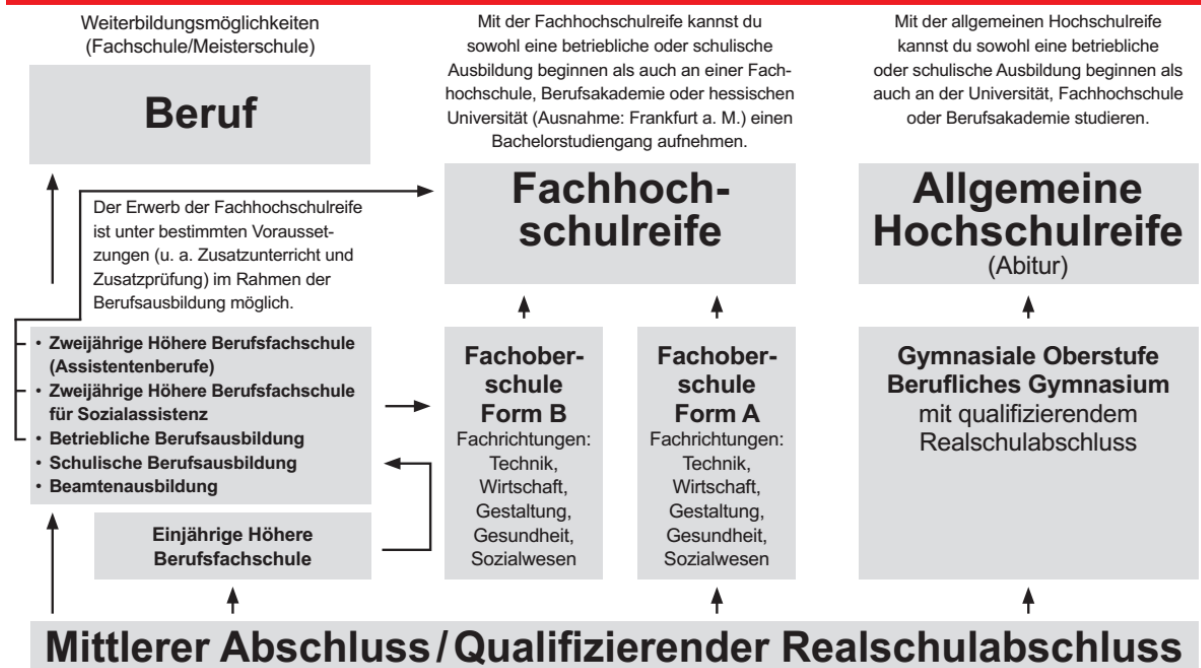 Weiterbildungsmöglichkeiten
(Fachschule/Meisterschule)
Beruf
Mit der Fachhochschulreife kannst du
sowohl eine betriebliche oder schulische
Ausbildung beginnen als auch an einer Fach-
hochschule, Berufsakademie oder hessischen
Universität (Ausnahme: Frankfurt a. M.) einen
Bachelorstudiengang aufnehmen.
Mit der allgemeinen Hochschulreife
kannst du sowohl eine betriebliche
oder schulische Ausbildung beginnen als
auch an der Universität, Fachhochschule
oder Berufsakademie studieren.
Fachhoch-
schulreife
Allgemeine
Hochschulreife
(Abitur)
Der Erwerb der Fachhochschulreife
ist unter bestimmten Vorausset-
zungen (u. a. Zusatzunterricht und
Zusatzprüfung) im Rahmen der
Berufsausbildung möglich.
• Zweijährige Höhere Berufsfachschule
(Assistentenberufe)
• Zweijährige Höhere Berufsfachschule
für Sozialassistenz
• Betriebliche Berufsausbildung
• Schulische Berufsausbildung
• Beamtenausbildung
Einjährige Höhere
Berufsfachschule
Fachober-
schule
Form B
Fachrichtungen:
Technik,
Wirtschaft,
Gestaltung,
Gesundheit,
Sozialwesen
Fachober-
schule
Form A
Fachrichtungen:
Technik,
Wirtschaft,
Gestaltung,
Gesundheit,
Sozialwesen
Gymnasiale Oberstufe
Berufliches Gymnasium
mit qualifizierendem
Realschulabschluss
Mittlerer Abschluss / Qualifizierender Realschulabschluss